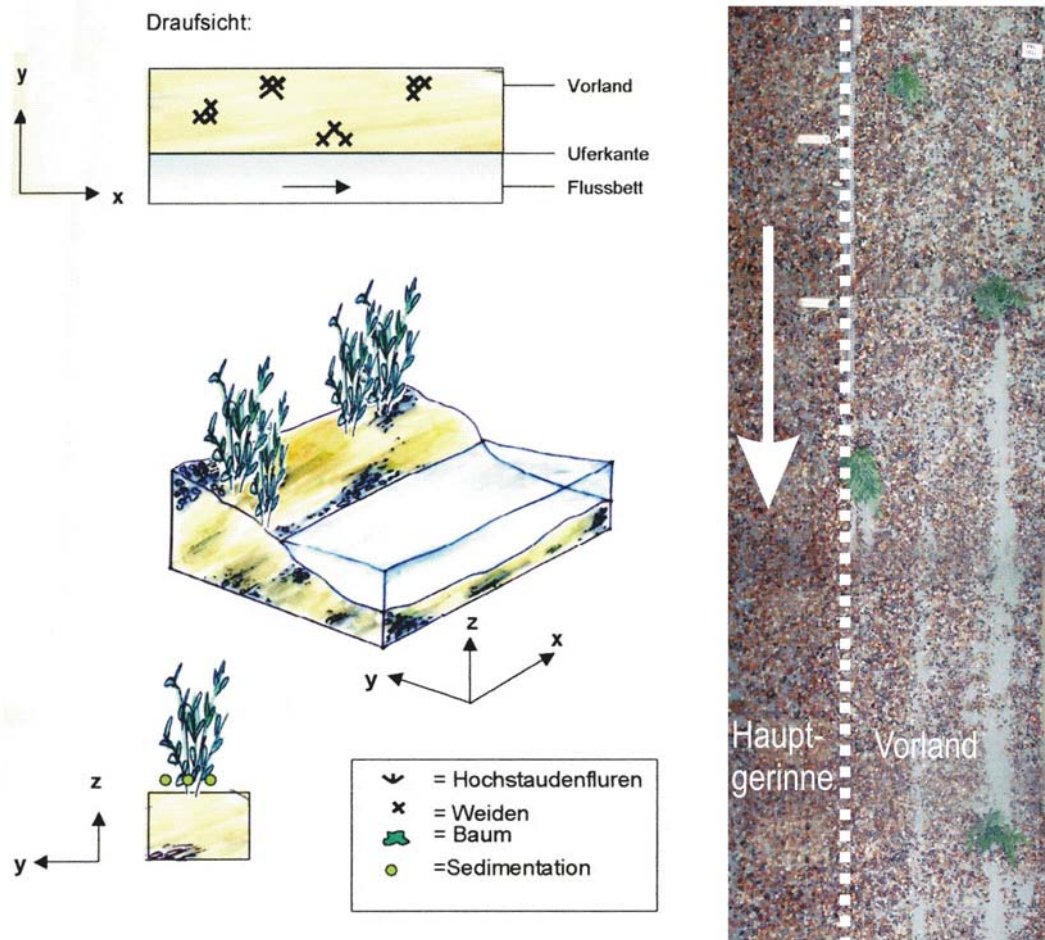 Draufsicht:
y
x
Vorland
Uferkante
Flussbett
z
x
y
z
y
= Hochstaudenfluren
= Weiden
= Baum
=Sedimentation
Haupt-
gerinne
Vorland